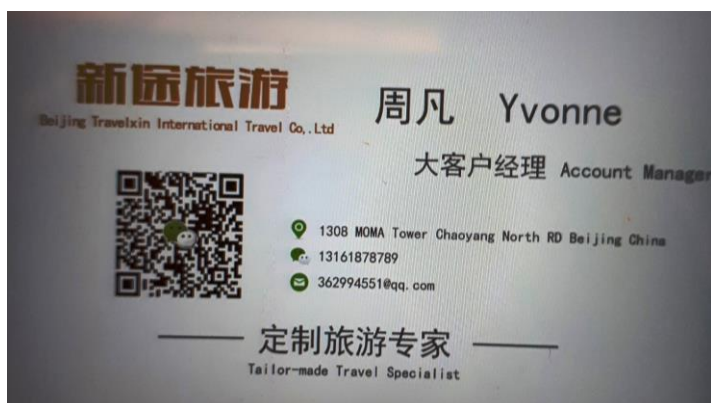 新途旅游
Beijing Travelxin International Travel Co,.Ltd
周凡 Yvonne
大客户经理 Account Manager
1308 MOMA Tower Chaoyang North RD Beijing China
13161878789
362994551@qq.com
定制旅游专家
Tailor-made Travel Specialist